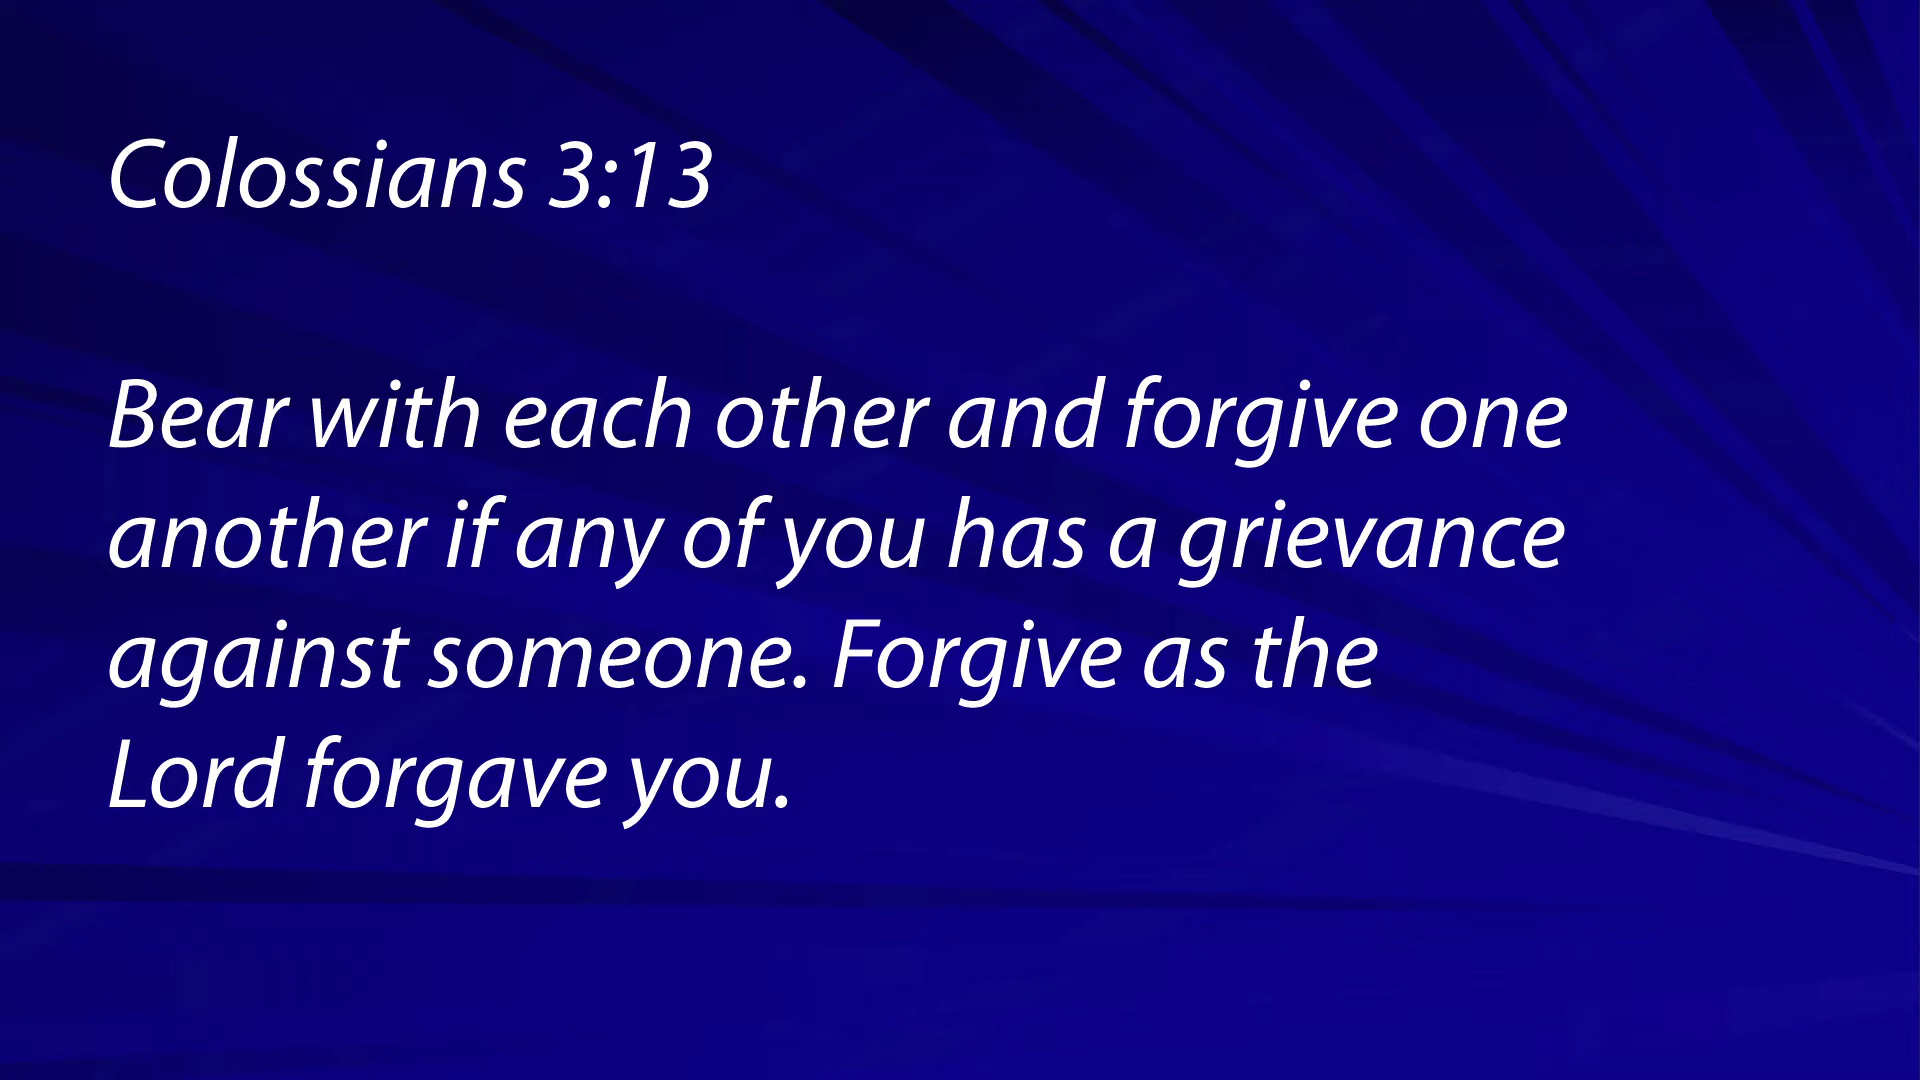 Colossians 3:13
Bear with each other and forgive one
another if any of you has a grievance
against someone. Forgive as the
Lord forgave you.